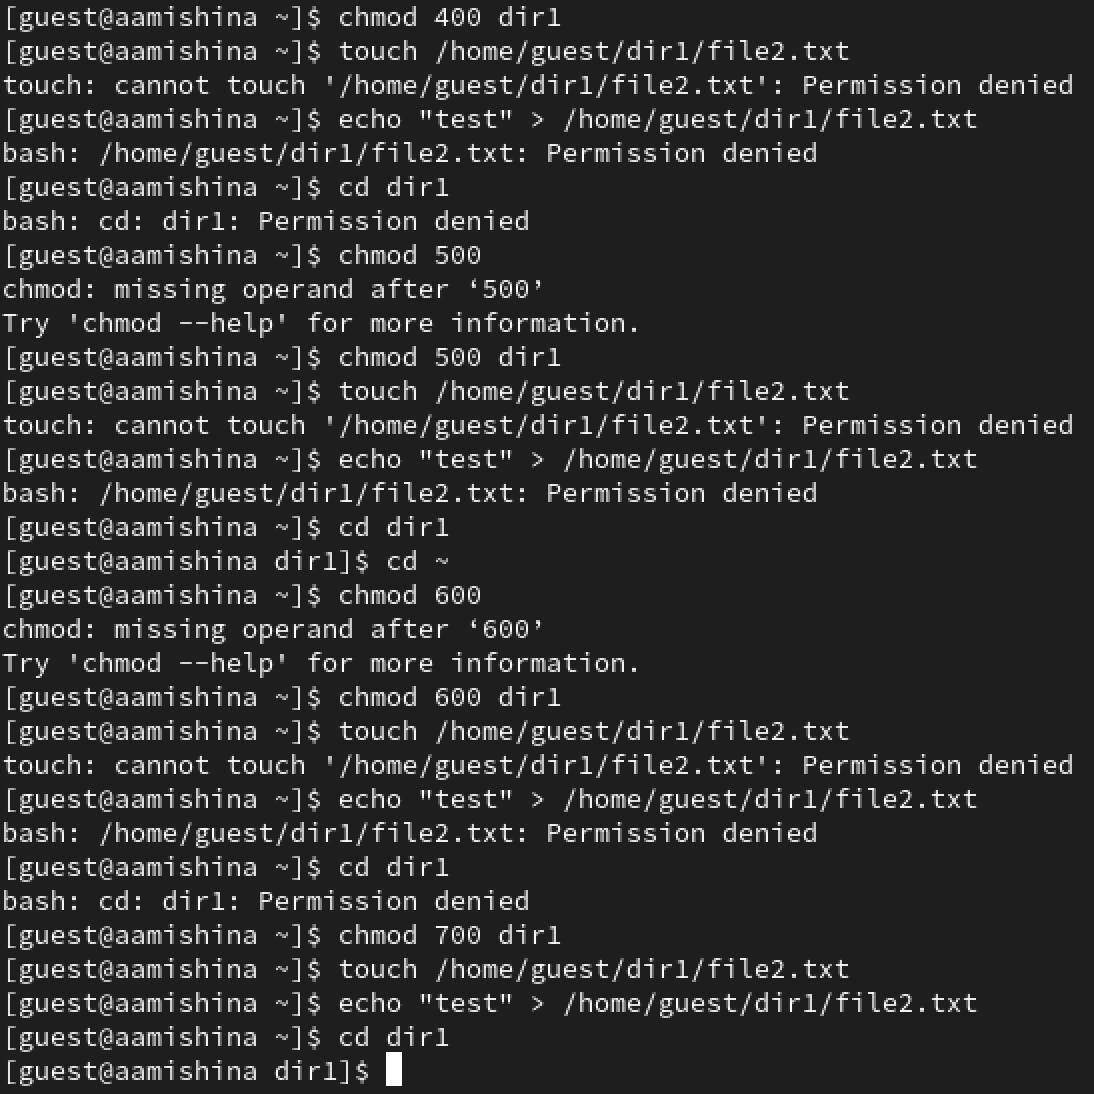 [guest@aamishina ~]$ chmod 400 dir1
[guest@aamishina ~]$ touch /home/guest/dir1/file2.txt
touch: cannot touch '/home/guest/dir1/file2.txt': Permission denied
[guest@aamishina ~]$ echo "test" > /home/guest/dir1/file2.txt
bash: /home/guest/dir1/file2.txt: Permission denied
[guest@aamishina ~]$ cd dir1
bash: cd: dir1: Permission denied
[guest@aamishina ~]$ chmod 500
chmod: missing operand after ‘500’
Try 'chmod --help' for more information.
[guest@aamishina ~]$ chmod 500 dir1
[guest@aamishina ~]$ touch /home/guest/dir1/file2.txt
touch: cannot touch '/home/guest/dir1/file2.txt': Permission denied
[guest@aamishina ~]$ echo "test" > /home/guest/dir1/file2.txt
bash: /home/guest/dir1/file2.txt: Permission denied
[guest@aamishina ~]$ cd dir1
[guest@aamishina dir1]$ cd ~
[guest@aamishina ~]$ chmod 600
chmod: missing operand after ‘600’
Try 'chmod --help' for more information.
[guest@aamishina ~]$ chmod 600 dir1
[guest@aamishina ~]$ touch /home/guest/dir1/file2.txt
touch: cannot touch '/home/guest/dir1/file2.txt': Permission denied
[guest@aamishina ~]$ echo "test" > /home/guest/dir1/file2.txt
bash: /home/guest/dir1/file2.txt: Permission denied
[guest@aamishina ~]$ cd dir1
bash: cd: dir1: Permission denied
[guest@aamishina ~]$ chmod 700 dir1
[guest@aamishina ~]$ touch /home/guest/dir1/file2.txt
[guest@aamishina ~]$ echo "test" > /home/guest/dir1/file2.txt
[guest@aamishina ~]$ cd dir1
[guest@aamishina dir1]$